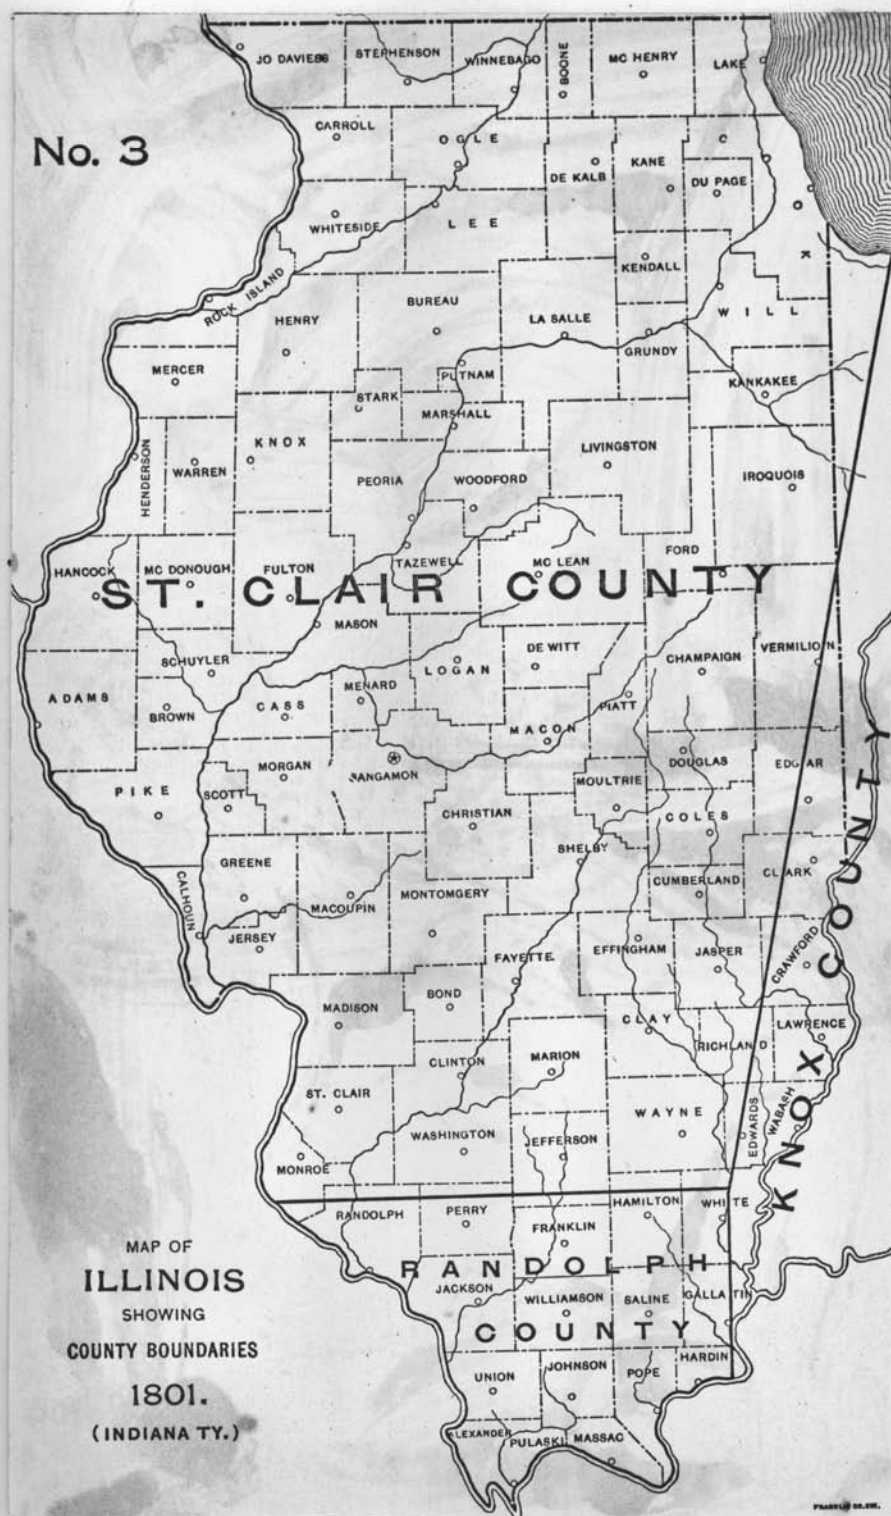 No. 3
JO DAVIESS
STEPHENSON
WINNEBAGO
BOONE
MC HENRY
LAKE
CARROLL
OGLE
DE KALB
KANE
DU PAGE
COOK
WHITESIDE
LEE
KENDALL
ROCK ISLAND
HENRY
BUREAU
LA SALLE
GRUNDY
WILL
MERCER
PUTNAM
KANKAKEE
STARK
MARSHALL
HENDERSON
WARREN
KNOX
PEORIA
WOODFORD
LIVINGSTON
IROQUOIS
HANCOCK
MC DONOUGH
FULTON
TAZEWELL
MC LEAN
FORD
ST. CLAIR COUNTY
MASON
SCHUYLER
LOGAN
DE WITT
CHAMPAIGN
VERMILION
ADAMS
BROWN
CASS
MENARD
MACON
PIATT
PIKE
SCOTT
MORGAN
SANGAMON
CHRISTIAN
MOULTRIE
DOUGLAS
EDGAR
COLES
SHELBY
GREENE
CALHOUN
JERSEY
MACOUPIN
MONTOMGERY
CUMBERLAND
CLARK
FAYETTE
EFFINGHAM
JASPER
CRAWFORD
MADISON
BOND
CLAY
RICHLAND
LAWRENCE
CLINTON
MARION
ST. CLAIR
WAYNE
EDWARDS
WABASH
KNOX COUNTY
WASHINGTON
JEFFERSON
MONROE
RANDOLPH
PERRY
FRANKLIN
HAMILTON
WHITE
RANDOLPH
COUNTY
JACKSON
WILLIAMSON
SALINE
GALLATIN
UNION
JOHNSON
POPE
HARDIN
ALEXANDER
PULASKI
MASSAC
MAP OF
ILLINOIS
SHOWING
COUNTY BOUNDARIES
1801.
(INDIANA TY.)